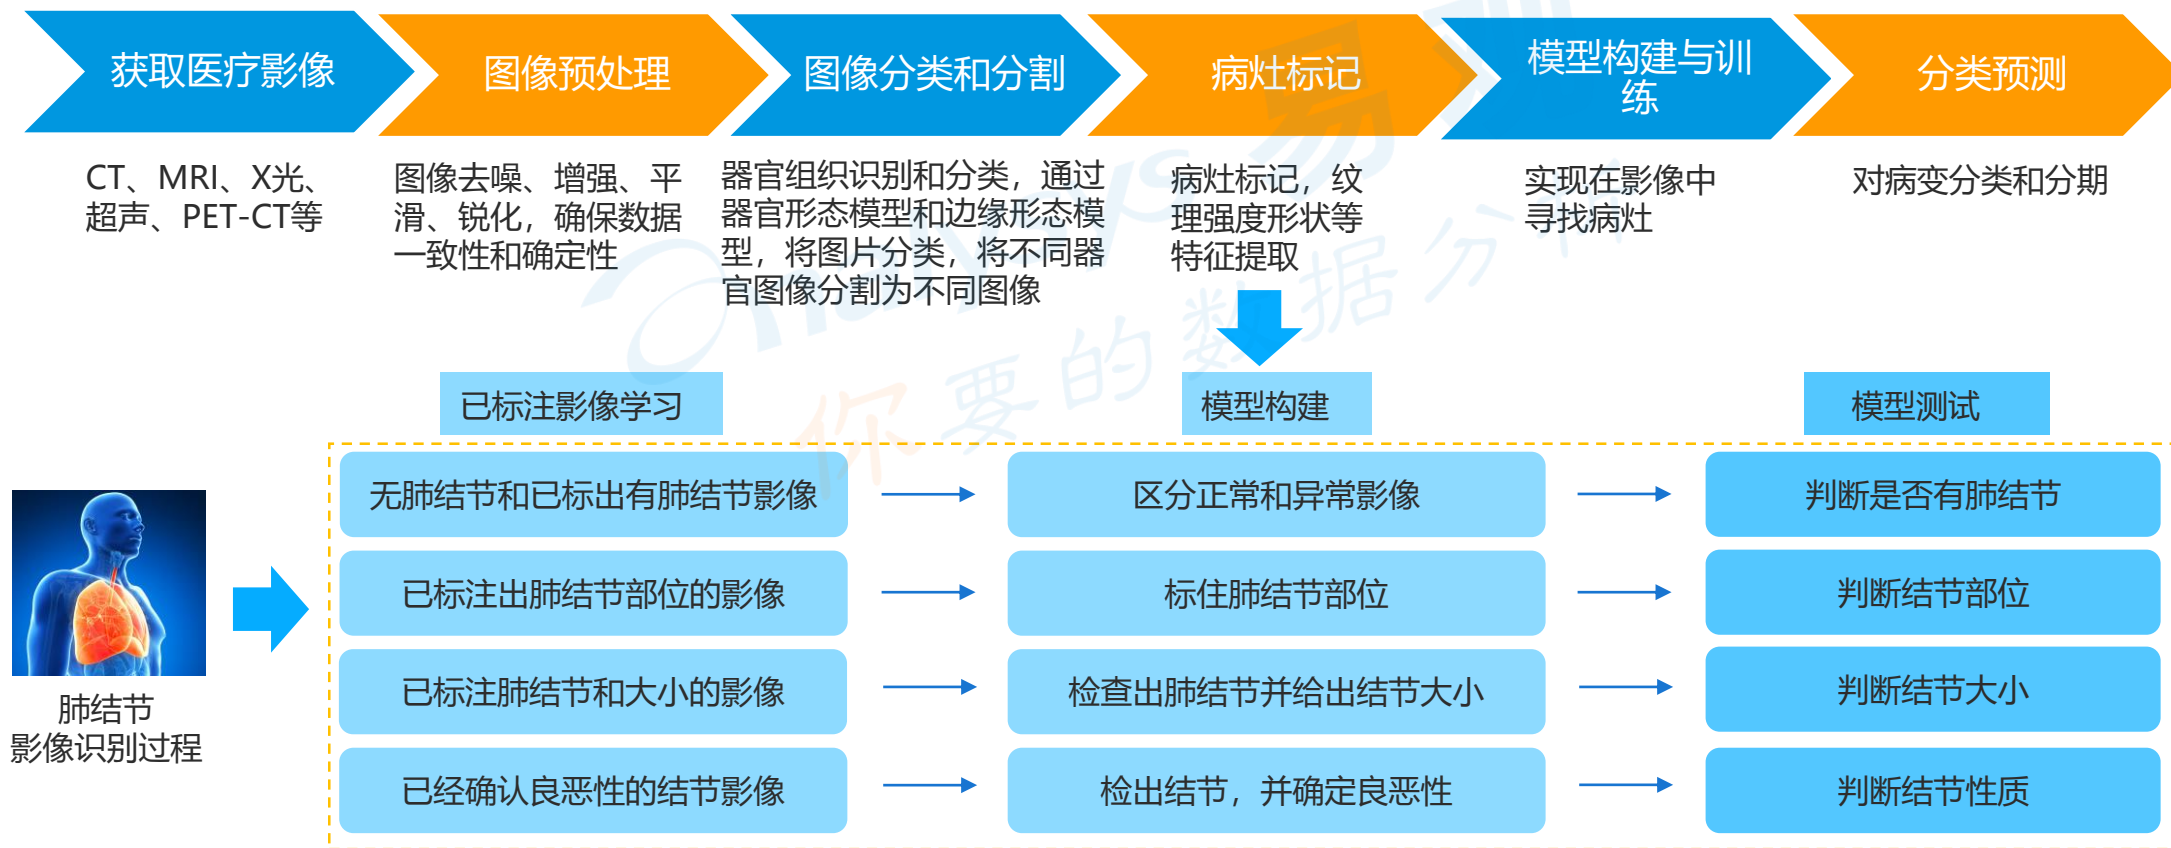 获取医疗影像
图像预处理
图像分类和分割
病灶标记
模型构建与训
练
分类预测
CT、MRI、X光、
超声、PET-CT等
图像去噪、增强、平
滑、锐化，确保数据
一致性和确定性
器官组织识别和分类，通过
器官形态模型和边缘形态模
型，将图片分类，将不同器
官图像分割为不同图像
病灶标记，纹
理强度形状等
特征提取
实现在影像中
寻找病灶
对病变分类和分期
nalysys 易观
你要的数据分析
已标注影像学习
模型构建
模型测试
无肺结节和已标出有肺结节影像
区分正常和异常影像
判断是否有肺结节
已标注出肺结节部位的影像
标住肺结节部位
判断结节部位
已标注肺结节和大小的影像
检查出肺结节并给出结节大小
判断结节大小
已经确认良恶性的结节影像
检出结节，并确定良恶性
判断结节性质
肺结节
影像识别过程